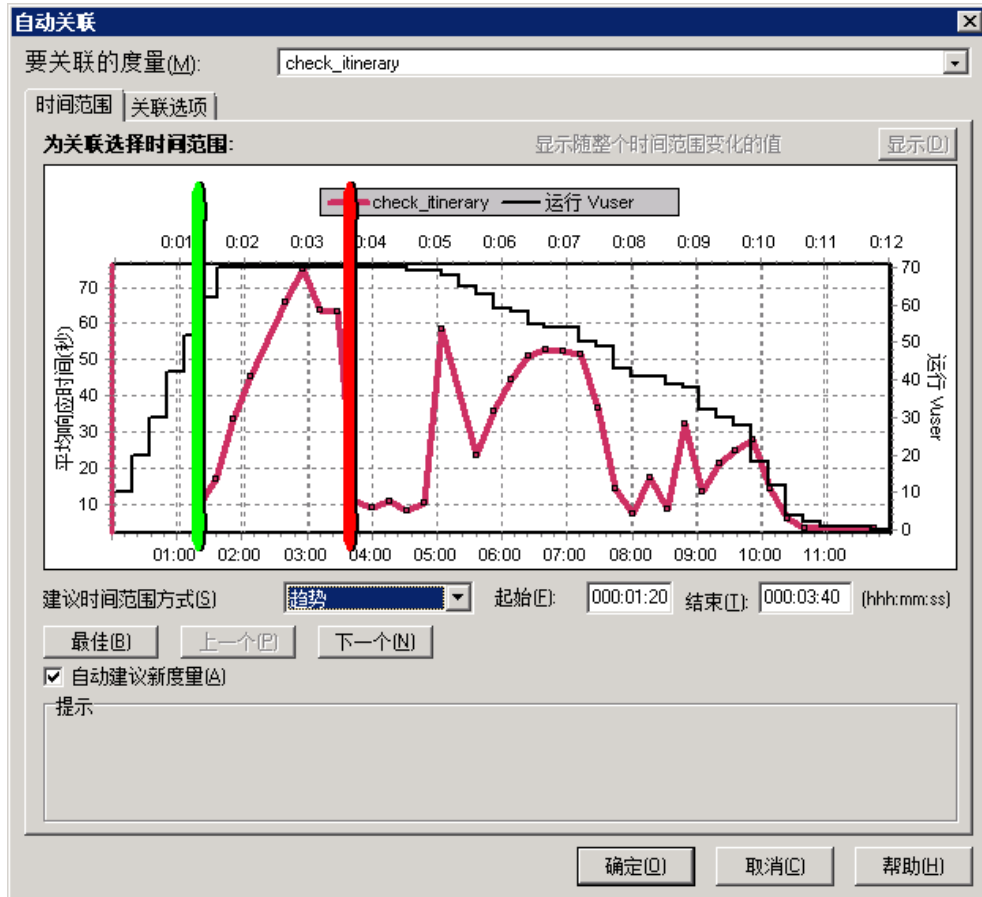 自动关联
要关联的度量(M): check_itinerary
时间范围 关联选项
为关联选择时间范围: 显示随整个时间范围变化的值 显示(D)
check_itinerary 运行 Vuser
0:01 0:02 0:03 0:04 0:05 0:06 0:07 0:08 0:09 0:10 0:11 0:12
平均响应时间(秒)
70
60
50
40
30
20
10
70
60
50
40
30
20
10
0
运行 Vuser
01:00 02:00 03:00 04:00 05:00 06:00 07:00 08:00 09:00 10:00 11:00
建议时间范围方式(S) 趋势 起始(F): 000:01:20 结束(T): 000:03:40 (hhh:mm:ss)
最佳(B) 上一个(P) 下一个(N)
自动建议新度量(A)
提示
确定(O) 取消(C) 帮助(H)